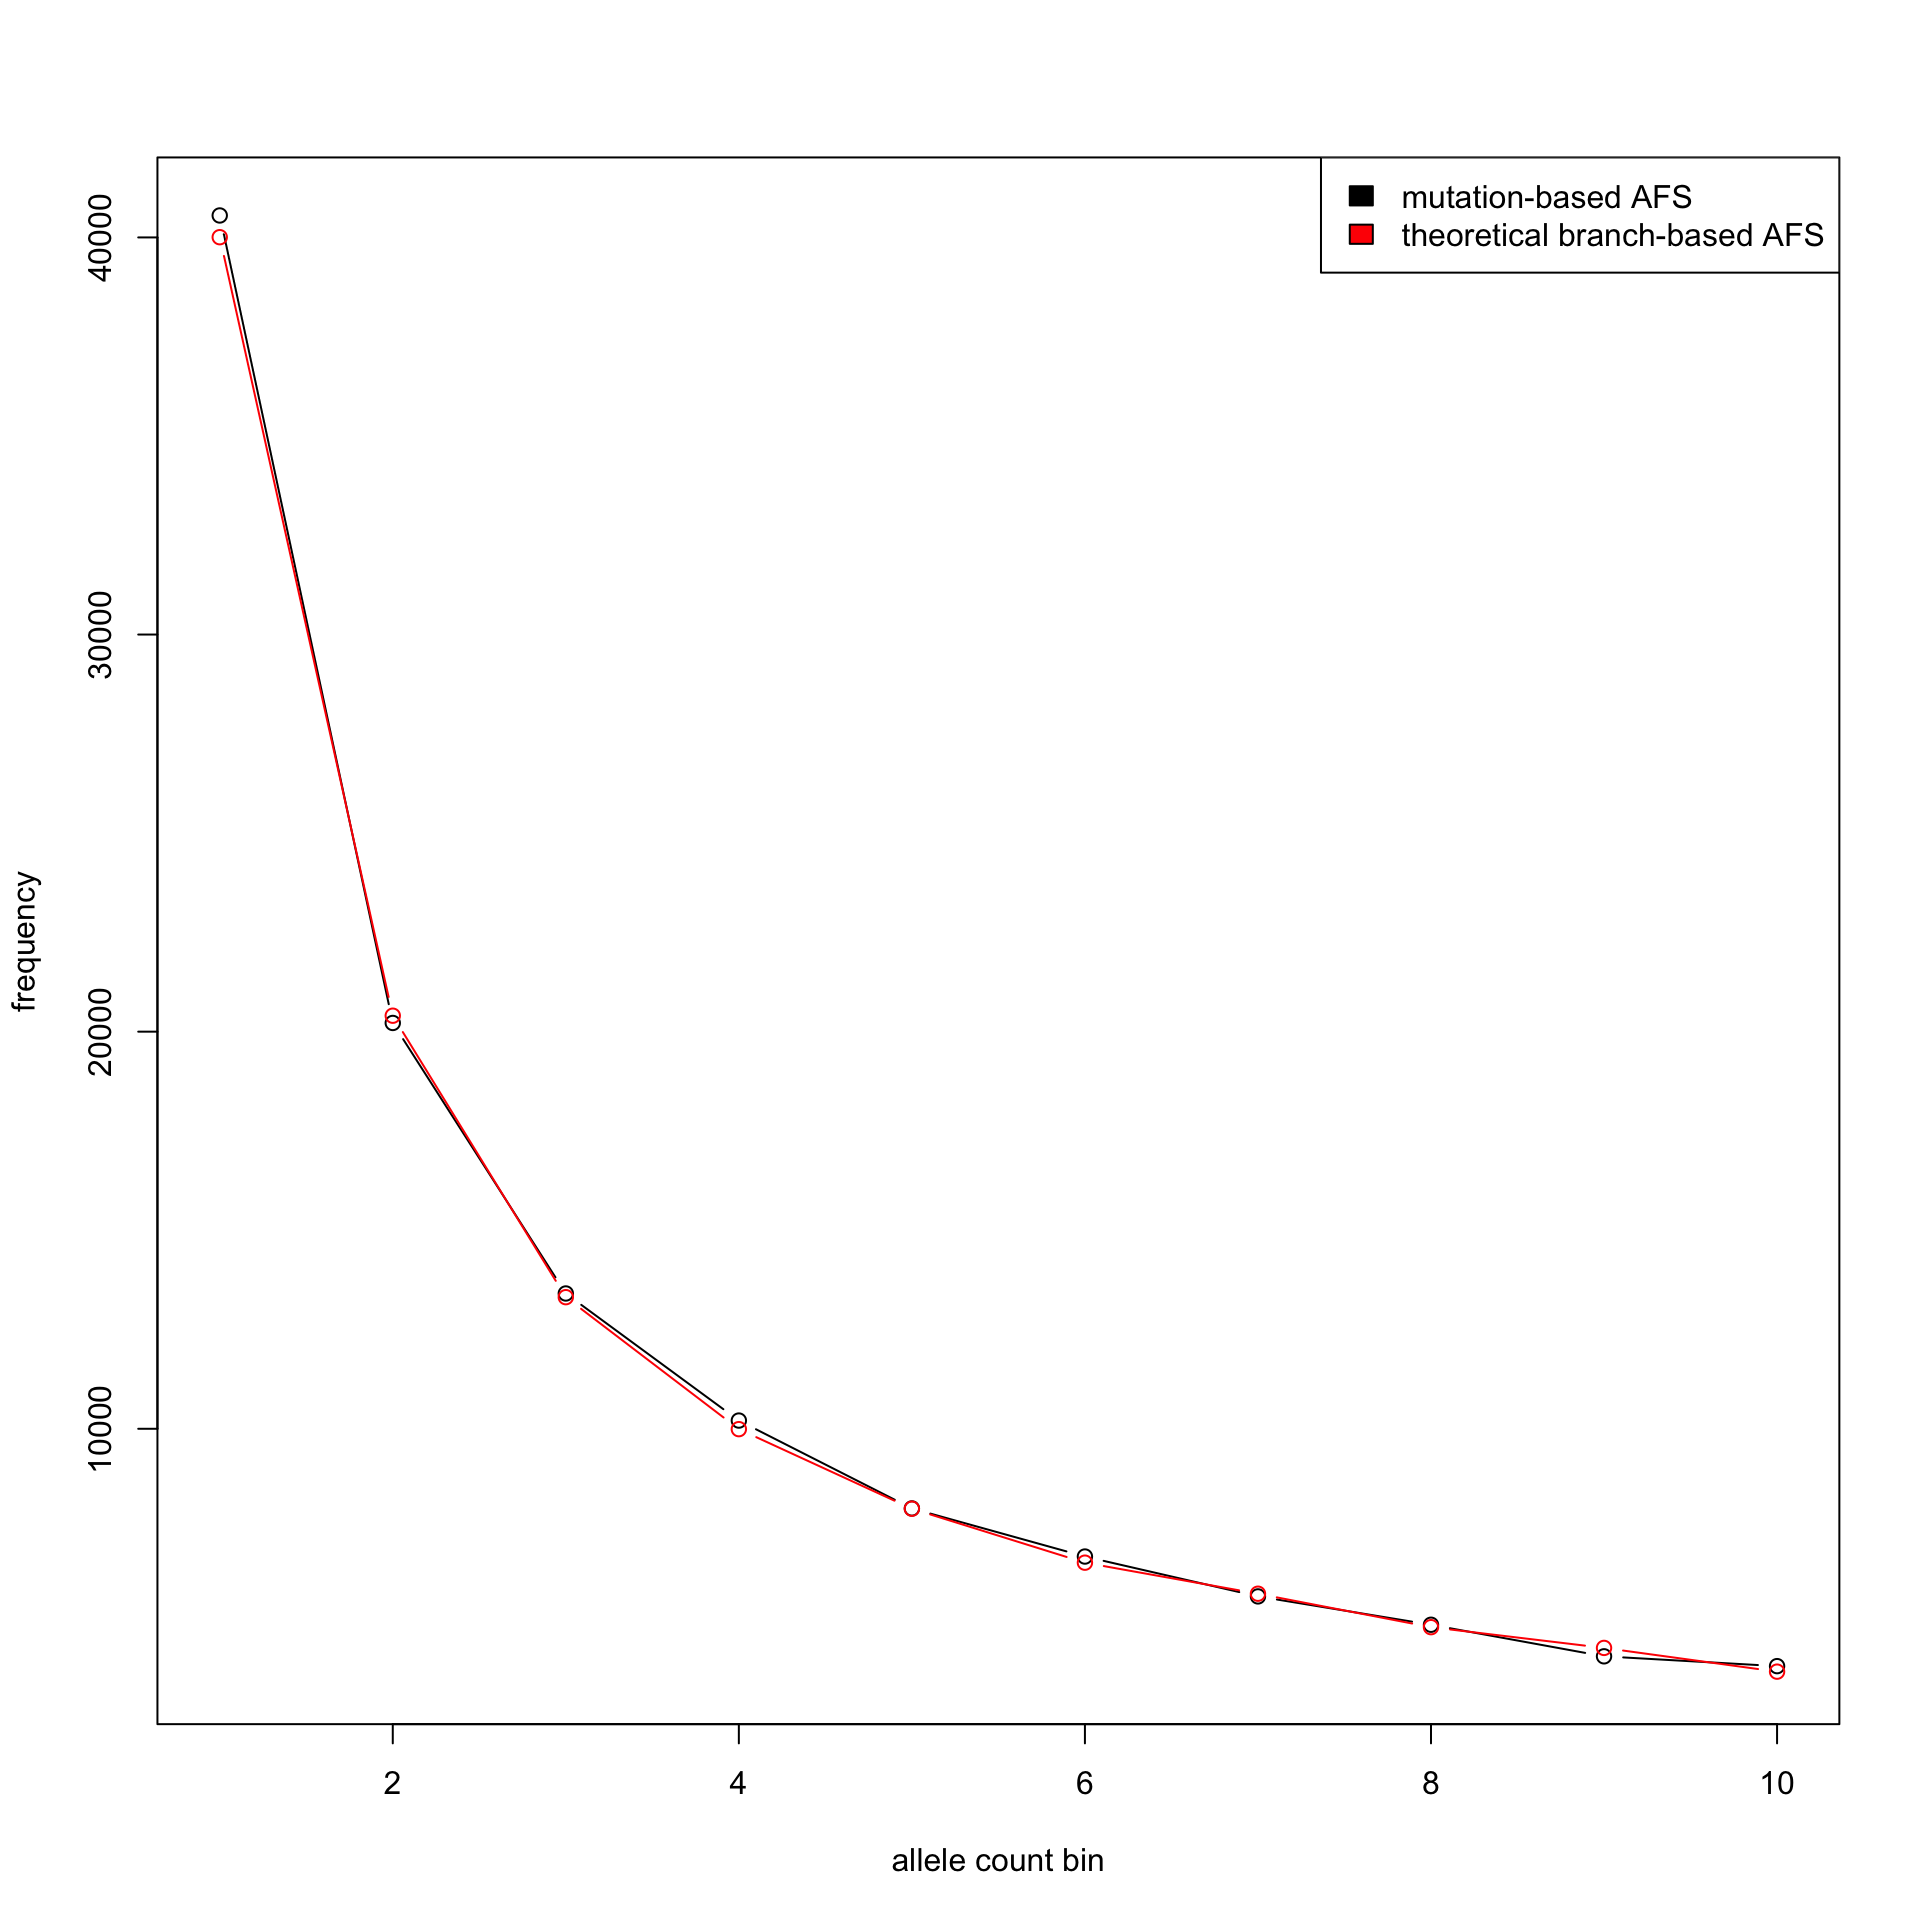 mutation-based AFS
theoretical branch-based AFS
40000
30000
20000
10000
frequency
2 4 6 8 10
allele count bin